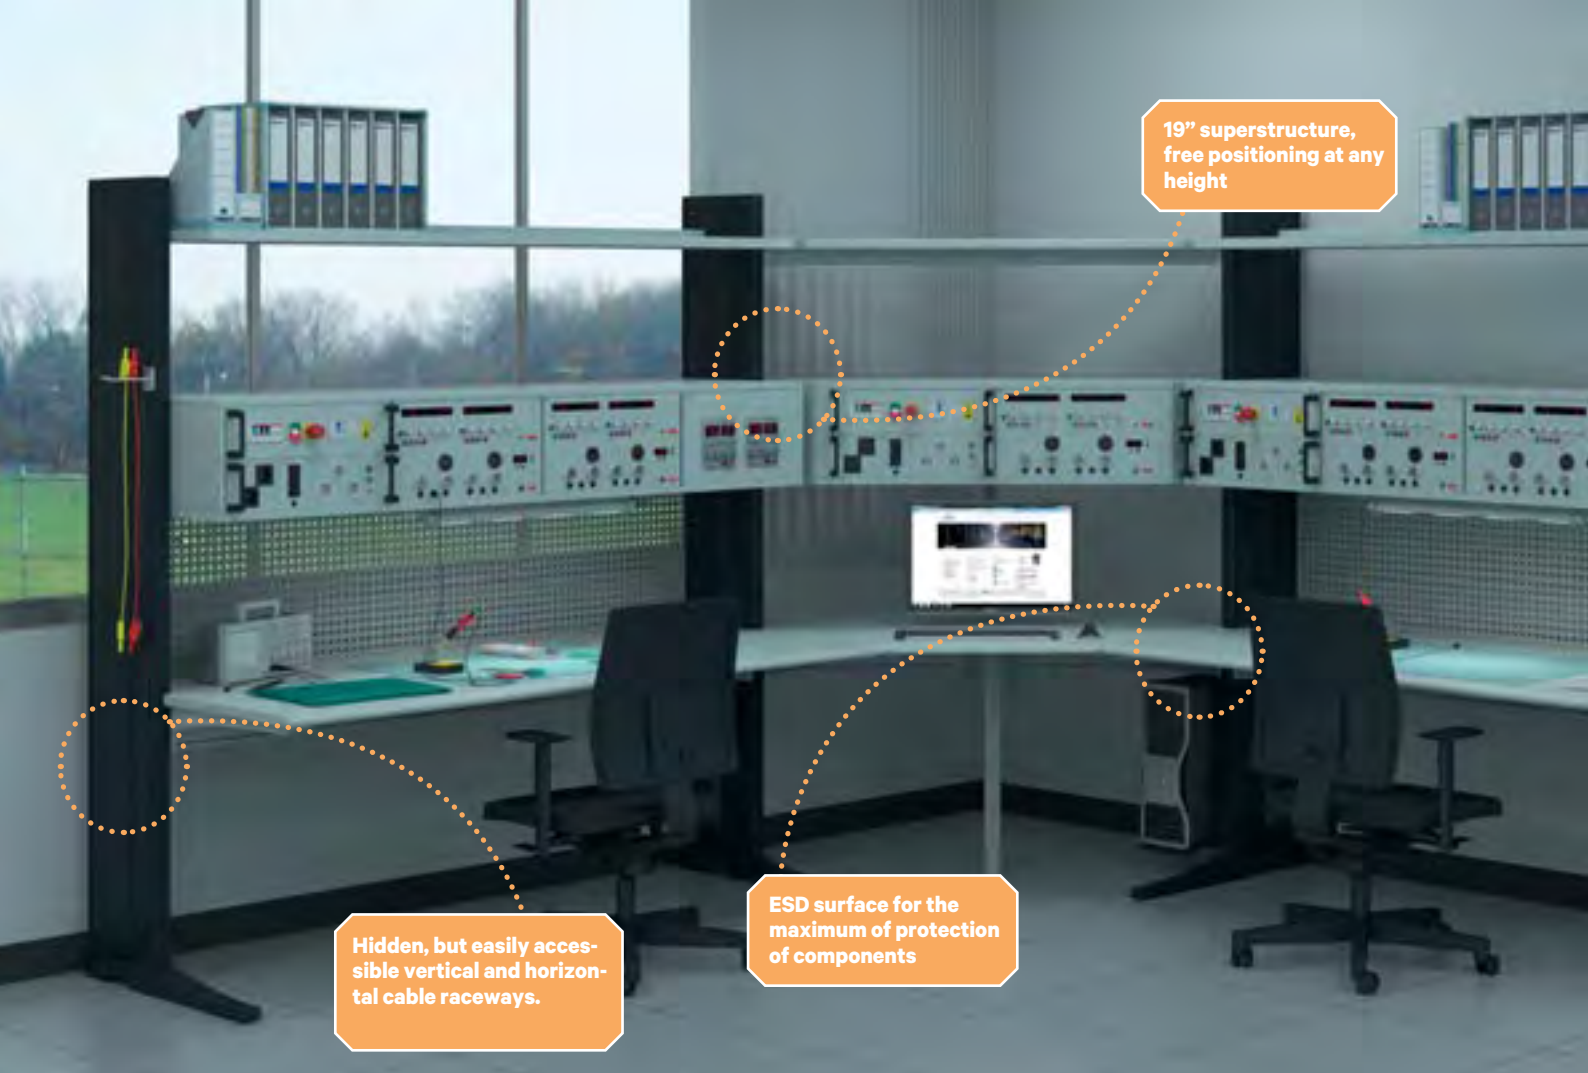 19” superstructure,
free positioning at any
height
ESD surface for the
maximum of protection
of components
Hidden, but easily acces-
sible vertical and horizon-
tal cable raceways.